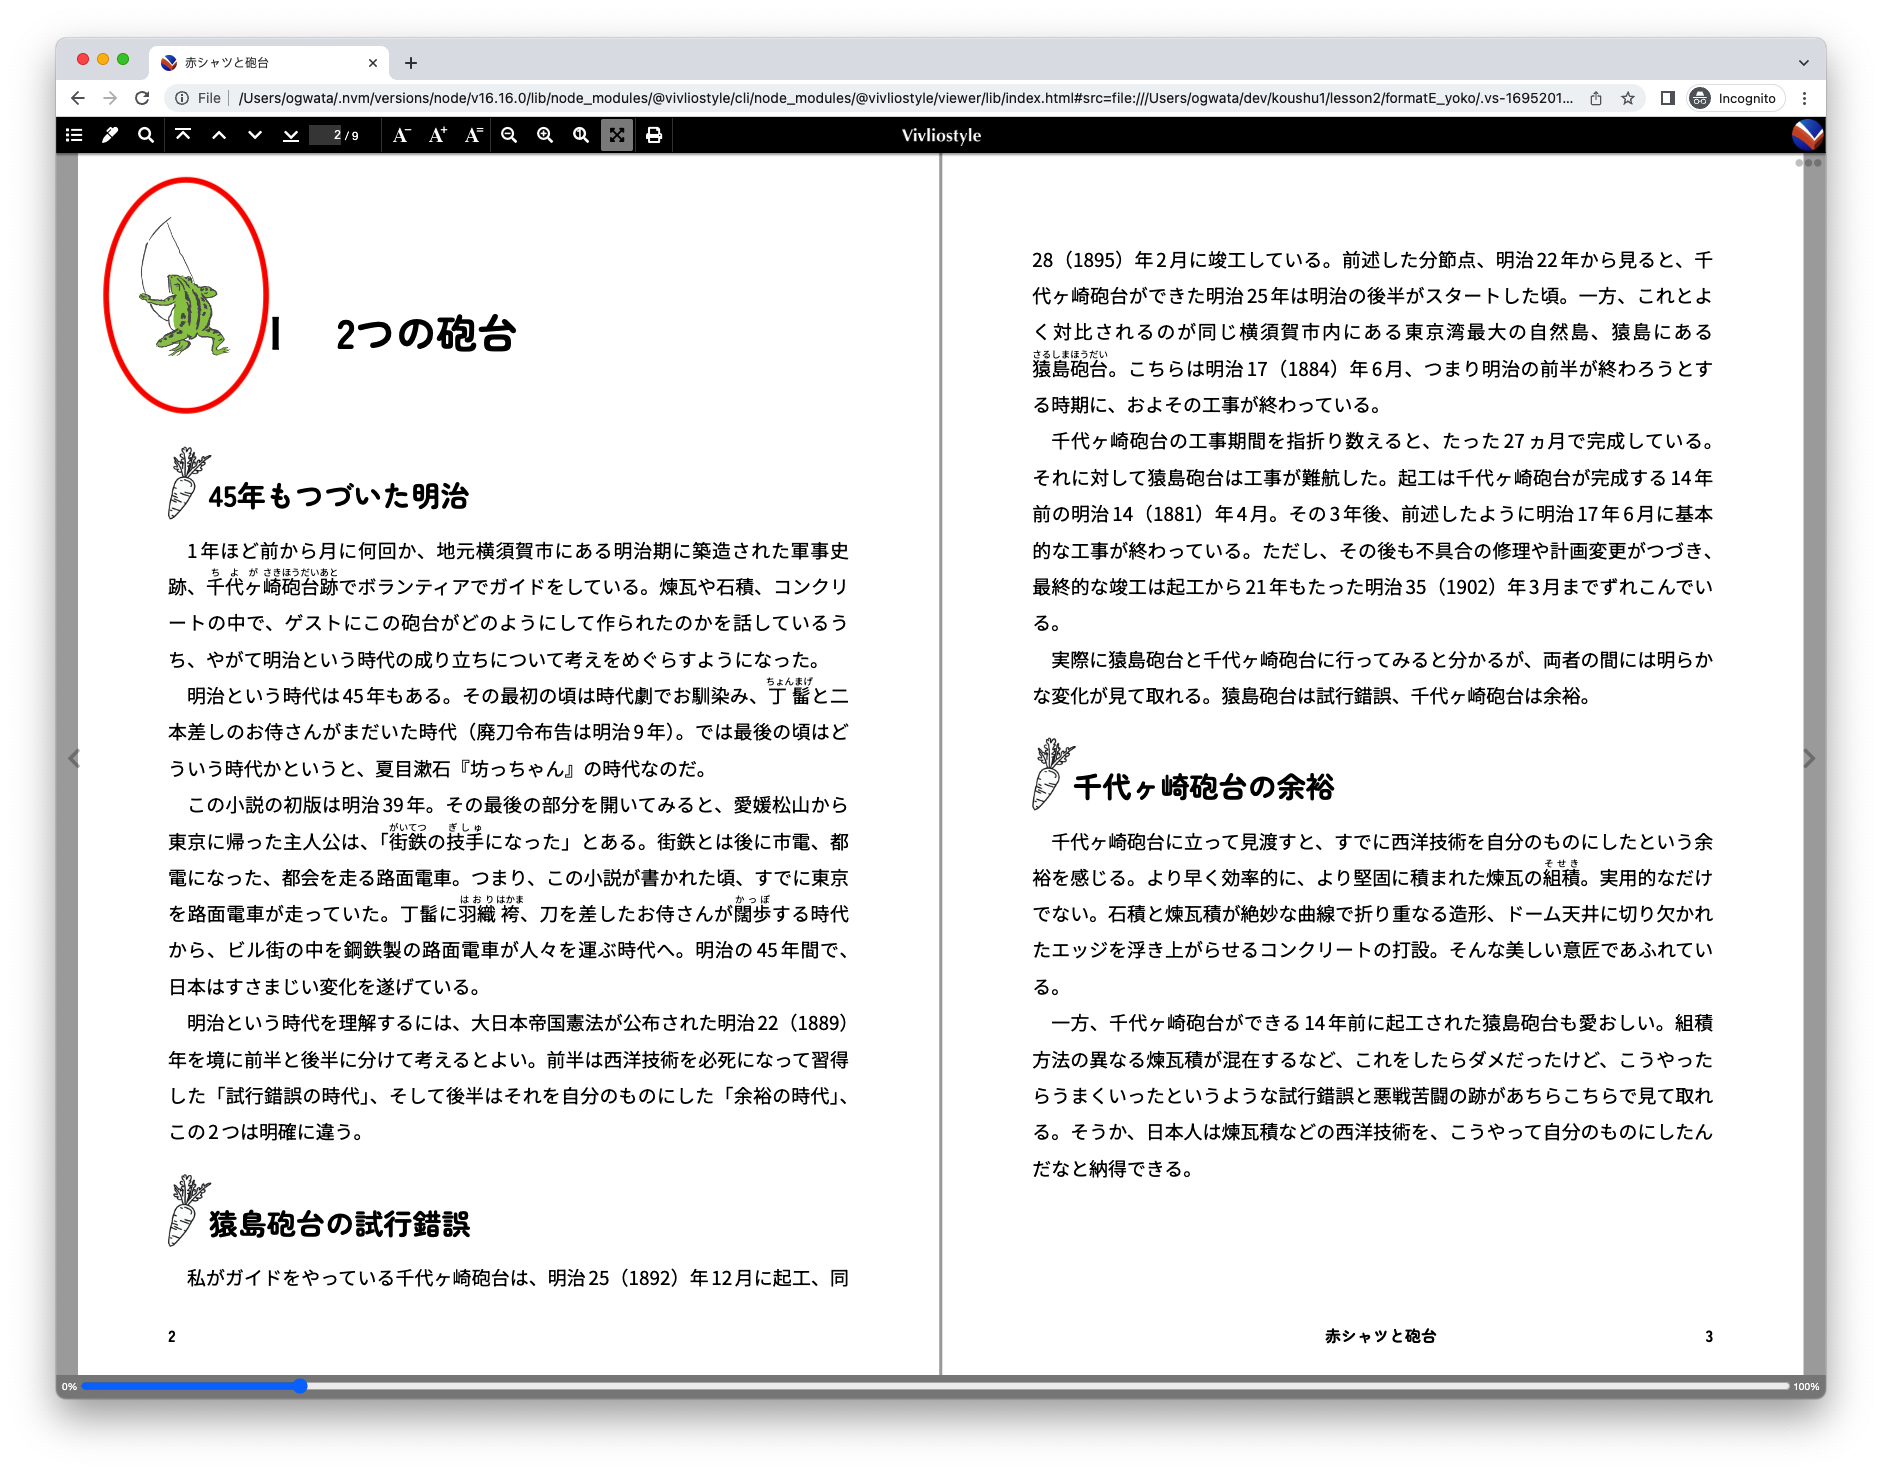 赤シャツと砲台
File
/Users/ogwata/.nvm/versions/node/v16.16.0/lib/node_modules/@vivliostyle/cli/node_modules/@vivliostyle/viewer/lib/index.html#src=file:///Users/ogwata/dev/koushu1/lesson2/formatE_yoko/.vs-1695201...
Incognito
2 / 9
A− A+ A=
Vivliostyle
I　2つの砲台
45年もつづいた明治
1年ほど前から月に何回か、地元横須賀市にある明治期に築造された軍事史
ちよがさきほうだいあと
跡、千代ヶ崎砲台跡でボランティアでガイドをしている。煉瓦や石積、コンクリ
ートの中で、ゲストにこの砲台がどのようにして作られたのかを話しているう
ち、やがて明治という時代の成り立ちについて考えをめぐらすようになった。
ちょんまげ
明治という時代は45年もある。その最初の頃は時代劇でお馴染み、丁髷と二
本差しのお侍さんがまだいた時代（廃刀令布告は明治9年）。では最後の頃はど
ういう時代かというと、夏目漱石『坊っちゃん』の時代なのだ。
この小説の初版は明治39年。その最後の部分を開いてみると、愛媛松山から
がいてつ ぎしゅ
東京に帰った主人公は、「街鉄の技手になった」とある。街鉄とは後に市電、都
電になった、都会を走る路面電車。つまり、この小説が書かれた頃、すでに東京
はおりはかま かっぽ
を路面電車が走っていた。丁髷に羽織袴、刀を差したお侍さんが闊歩する時代
から、ビル街の中を鋼鉄製の路面電車が人々を運ぶ時代へ。明治の45年間で、
日本はすさまじい変化を遂げている。
明治という時代を理解するには、大日本帝国憲法が公布された明治22（1889）
年を境に前半と後半に分けて考えるとよい。前半は西洋技術を必死になって習得
した「試行錯誤の時代」、そして後半はそれを自分のものにした「余裕の時代」、
この2つは明確に違う。
猿島砲台の試行錯誤
私がガイドをやっている千代ヶ崎砲台は、明治25（1892）年12月に起工、同
2
28（1895）年2月に竣工している。前述した分節点、明治22年から見ると、千
代ヶ崎砲台ができた明治25年は明治の後半がスタートした頃。一方、これとよ
く対比されるのが同じ横須賀市内にある東京湾最大の自然島、猿島にある
さるしまほうだい
猿島砲台。こちらは明治17（1884）年6月、つまり明治の前半が終わろうとす
る時期に、およその工事が終わっている。
千代ヶ崎砲台の工事期間を指折り数えると、たった27ヵ月で完成している。
それに対して猿島砲台は工事が難航した。起工は千代ヶ崎砲台が完成する14年
前の明治14（1881）年4月。その3年後、前述したように明治17年6月に基本
的な工事が終わっている。ただし、その後も不具合の修理や計画変更がつづき、
最終的な竣工は起工から21年もたった明治35（1902）年3月までずれこんでい
る。
実際に猿島砲台と千代ヶ崎砲台に行ってみると分かるが、両者の間には明らか
な変化が見て取れる。猿島砲台は試行錯誤、千代ヶ崎砲台は余裕。
千代ヶ崎砲台の余裕
千代ヶ崎砲台に立って見渡すと、すでに西洋技術を自分のものにしたという余
そせき
裕を感じる。より早く効率的に、より堅固に積まれた煉瓦の組積。実用的なだけ
でない。石積と煉瓦積が絶妙な曲線で折り重なる造形、ドーム天井に切り欠かれ
たエッジを浮き上がらせるコンクリートの打設。そんな美しい意匠であふれてい
る。
一方、千代ヶ崎砲台ができる14年前に起工された猿島砲台も愛おしい。組積
方法の異なる煉瓦積が混在するなど、これをしたらダメだったけど、こうやった
らうまくいったというような試行錯誤と悪戦苦闘の跡があちらこちらで見て取れ
る。そうか、日本人は煉瓦積などの西洋技術を、こうやって自分のものにしたん
だなと納得できる。
赤シャツと砲台
3
0%
100%